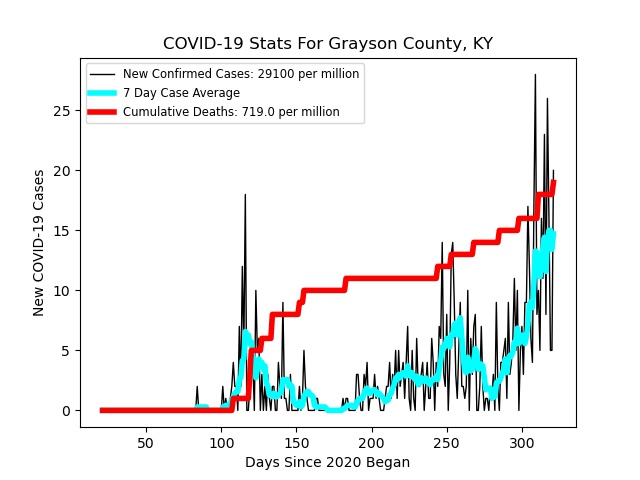 COVID-19 Stats For Grayson County, KY
New Confirmed Cases: 29100 per million
7 Day Case Average
Cumulative Deaths: 719.0 per million
New COVID-19 Cases
25
20
15
10
5
0
50 100 150 200 250 300
Days Since 2020 Began